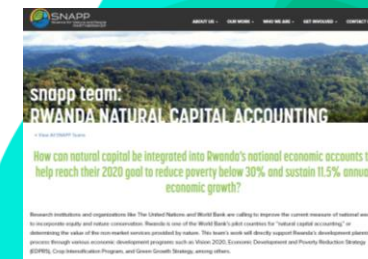 SNAPP
ABOUT US OUR WORK WHO WE ARE GET INVOLVED CONTACT
snapp team:
RWANDA NATURAL CAPITAL ACCOUNTING
« View All SNAPP Teams
How can natural capital be integrated into Rwanda's national economic accounts t
help reach their 2020 goal to reduce poverty below 30% and sustain 11.5% annua
economic growth?
Research institutions and organizations like The United Nations and World Bank are calling to improve the current measure of national wea
to incorporate equity and nature conservation. Rwanda is one of the World Bank's pilot countries for "natural capital accounting," or
determining the value of the non-market services provided by nature. This team's work will directly support Rwanda's development plannin
process through various economic development programs such as Vision 2020, Economic Development and Poverty Reduction Strategy
(EDPRS), Crop Intensification Program, and Green Growth Strategy, among others.